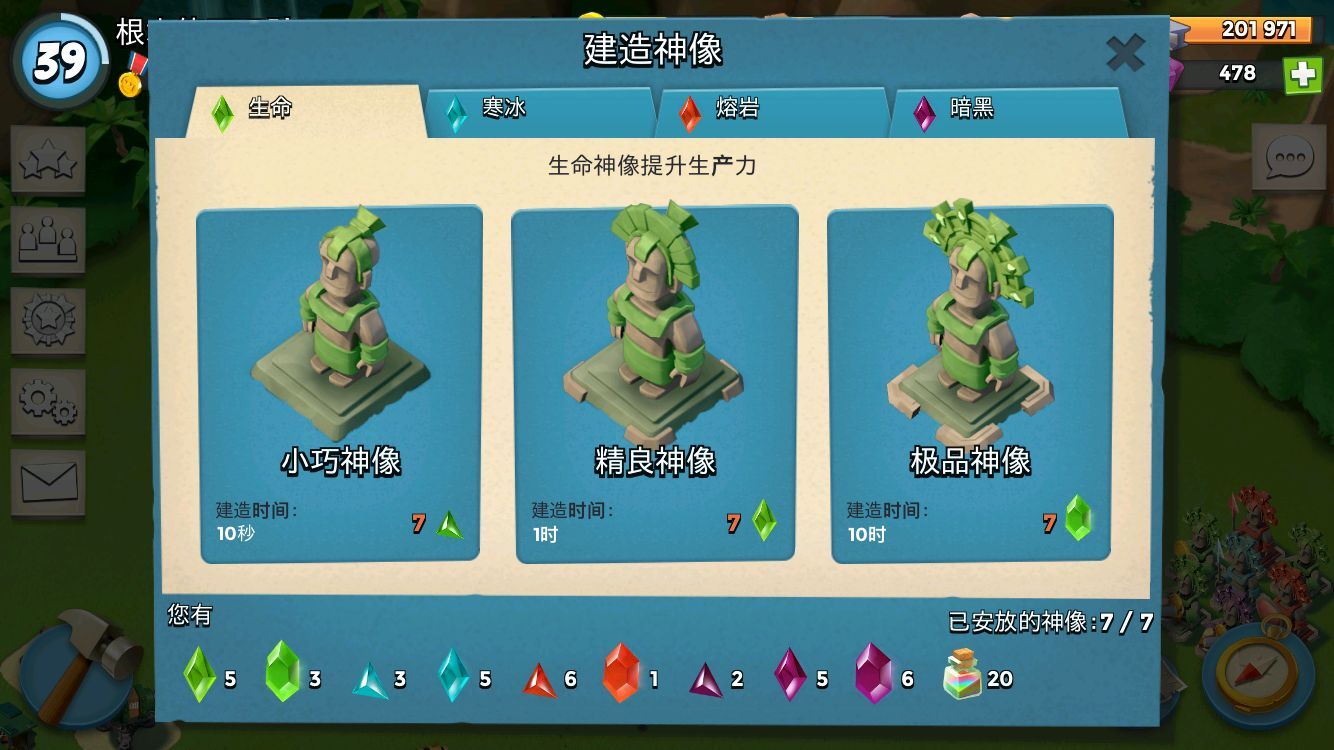 39
根
201 971
478
建造神像
生命
寒冰
熔岩
暗黑
生命神像提升生产力
小巧神像
建造时间:
10秒
7
精良神像
建造时间:
1时
7
极品神像
建造时间:
10时
7
您有
已安放的神像:7 / 7
5
3
3
5
6
1
2
5
6
20